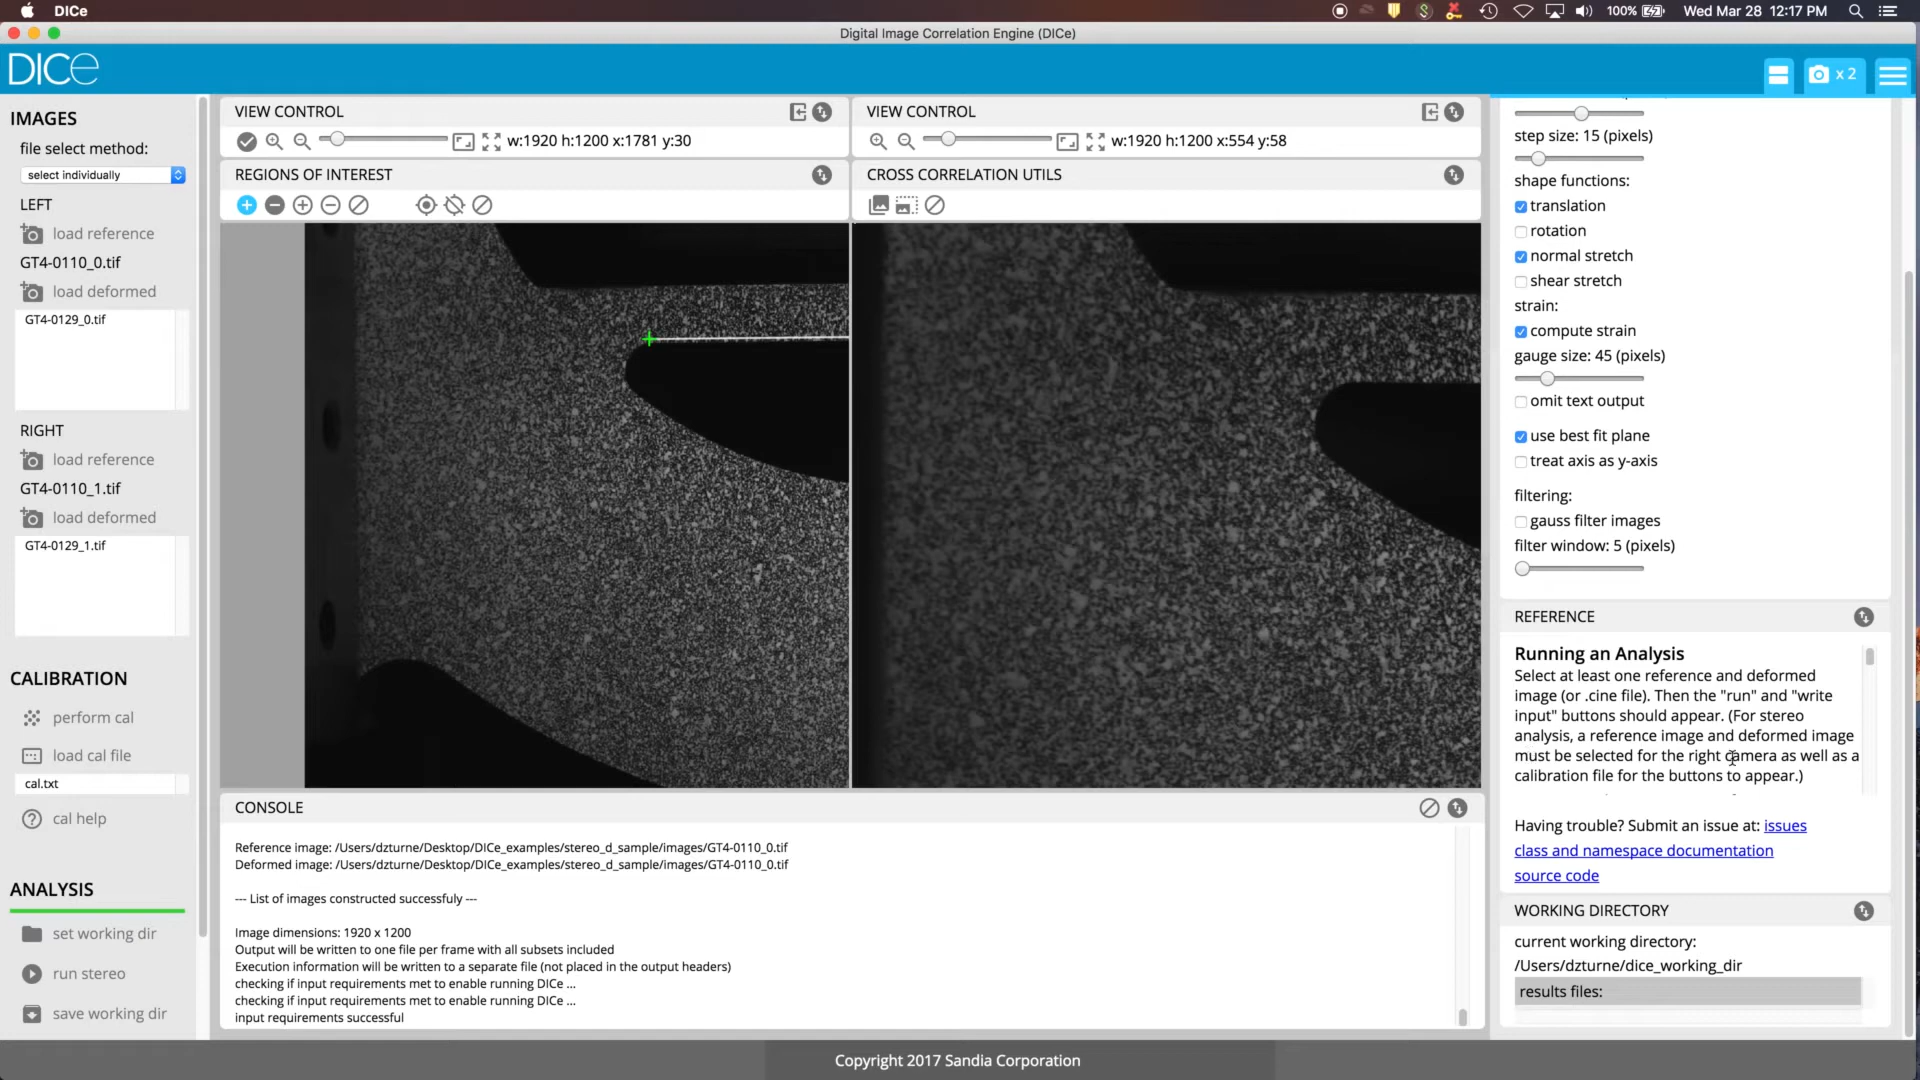 DICe
100%
Wed Mar 28 12:17 PM
Digital Image Correlation Engine (DICe)
DICe
x 2
IMAGES
file select method:
select individually
LEFT
load reference
GT4-0110_0.tif
load deformed
GT4-0129_0.tif
RIGHT
load reference
GT4-0110_1.tif
load deformed
GT4-0129_1.tif
CALIBRATION
perform cal
load cal file
cal.txt
cal help
ANALYSIS
set working dir
run stereo
save working dir
VIEW CONTROL
w:1920 h:1200 x:1781 y:30
REGIONS OF INTEREST
VIEW CONTROL
w:1920 h:1200 x:554 y:58
CROSS CORRELATION UTILS
CONSOLE
Reference image: /Users/dzturne/Desktop/DICe_examples/stereo_d_sample/images/GT4-0110_0.tif
Deformed image: /Users/dzturne/Desktop/DICe_examples/stereo_d_sample/images/GT4-0110_0.tif
--- List of images constructed successfuly ---
Image dimensions: 1920 x 1200
Output will be written to one file per frame with all subsets included
Execution information will be written to a separate file (not placed in the output headers)
checking if input requirements met to enable running DICe ...
checking if input requirements met to enable running DICe ...
input requirements successful
step size: 15 (pixels)
shape functions:
translation
rotation
normal stretch
shear stretch
strain:
compute strain
gauge size: 45 (pixels)
omit text output
use best fit plane
treat axis as y-axis
filtering:
gauss filter images
filter window: 5 (pixels)
REFERENCE
Running an Analysis
Select at least one reference and deformed
image (or .cine file). Then the "run" and "write
input" buttons should appear. (For stereo
analysis, a reference image and deformed image
must be selected for the right camera as well as a
calibration file for the buttons to appear.)
Having trouble? Submit an issue at: issues
class and namespace documentation
source code
WORKING DIRECTORY
current working directory:
/Users/dzturne/dice_working_dir
results files:
Copyright 2017 Sandia Corporation